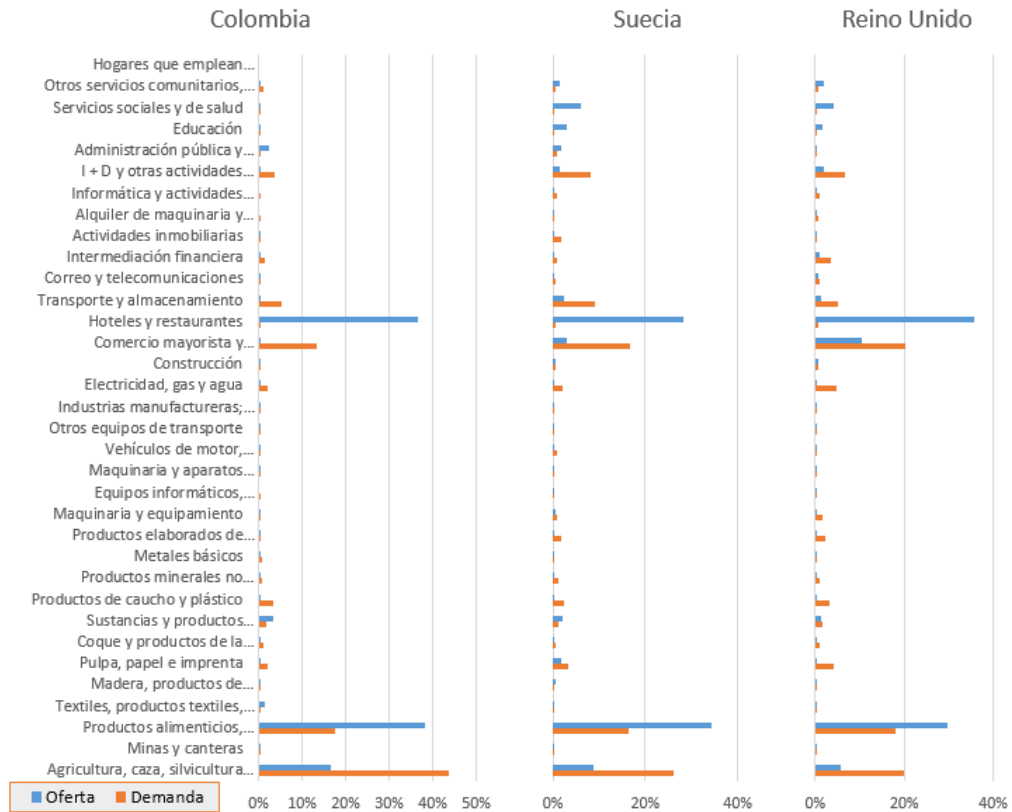 Colombia Suecia Reino Unido
Hogares que emplean...
Otros servicios comunitarios,...
Servicios sociales y de salud
Educación
Administración pública y...
I + D y otras actividades...
Informática y actividades...
Alquiler de maquinaria y...
Actividades inmobiliarias
Intermediación financiera
Correo y telecomunicaciones
Transporte y almacenamiento
Hoteles y restaurantes
Comercio mayorista y...
Construcción
Electricidad, gas y agua
Industrias manufactureras;...
Otros equipos de transporte
Vehículos de motor,...
Maquinaria y aparatos...
Equipos informáticos,...
Maquinaria y equipamiento
Productos elaborados de...
Metales básicos
Productos minerales no...
Productos de caucho y plástico
Sustancias y productos...
Coque y productos de la...
Pulpa, papel e imprenta
Madera, productos de...
Textiles, productos textiles,...
Productos alimenticios,...
Minas y canteras
Agricultura, caza, silvicultura...
Oferta Demanda
0% 10% 20% 30% 40% 50% 0% 20% 40% 0% 20% 40%